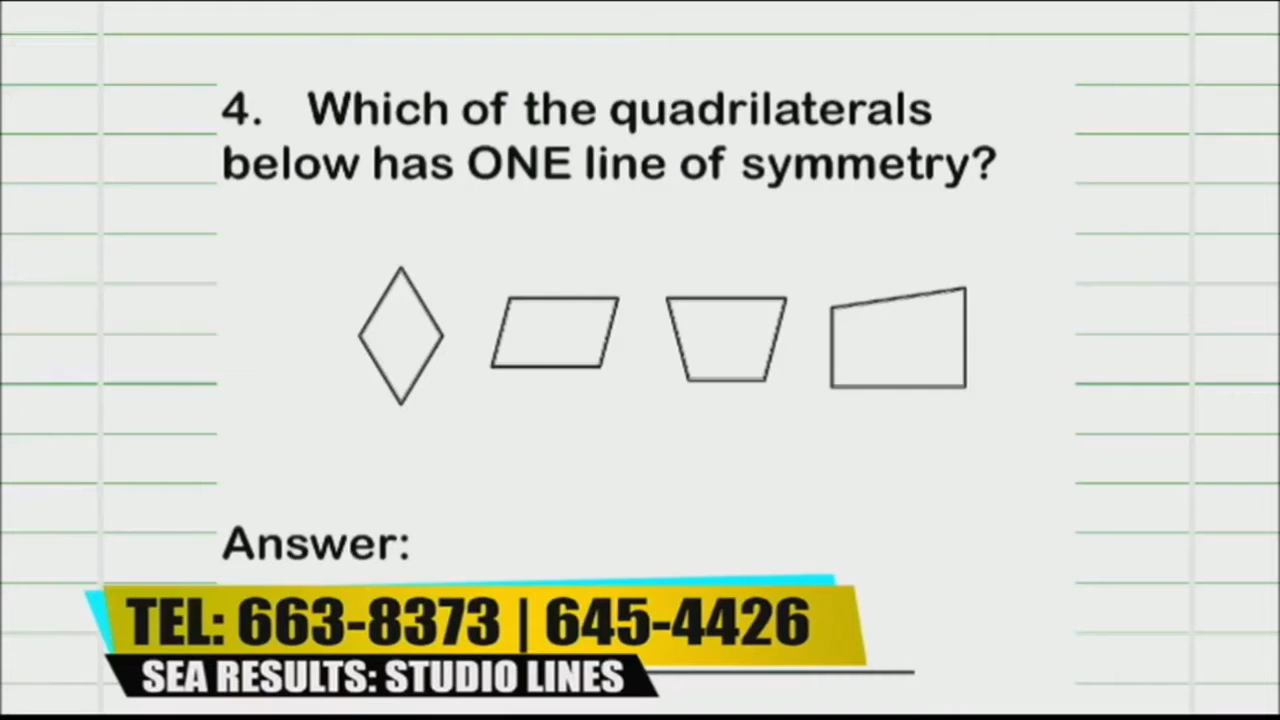 4. Which of the quadrilaterals
below has ONE line of symmetry?
Answer:
TEL: 663-8373 | 645-4426
SEA RESULTS: STUDIO LINES